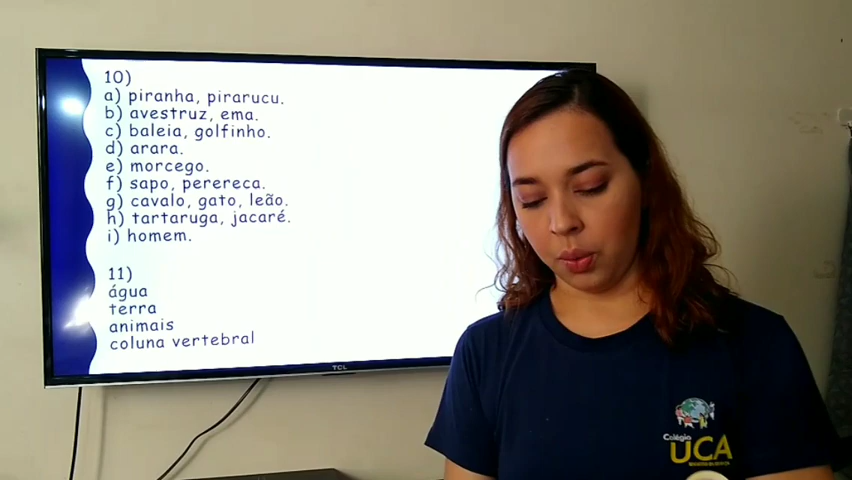 10)
a) piranha, pirarucu.
b) avestruz, ema.
c) baleia, golfinho.
d) arara.
e) morcego.
f) sapo, perereca.
g) cavalo, gato, leão.
h) tartaruga, jacaré.
i) homem.
11)
água
terra
animais
coluna vertebral
TCL
Colégio
UCA